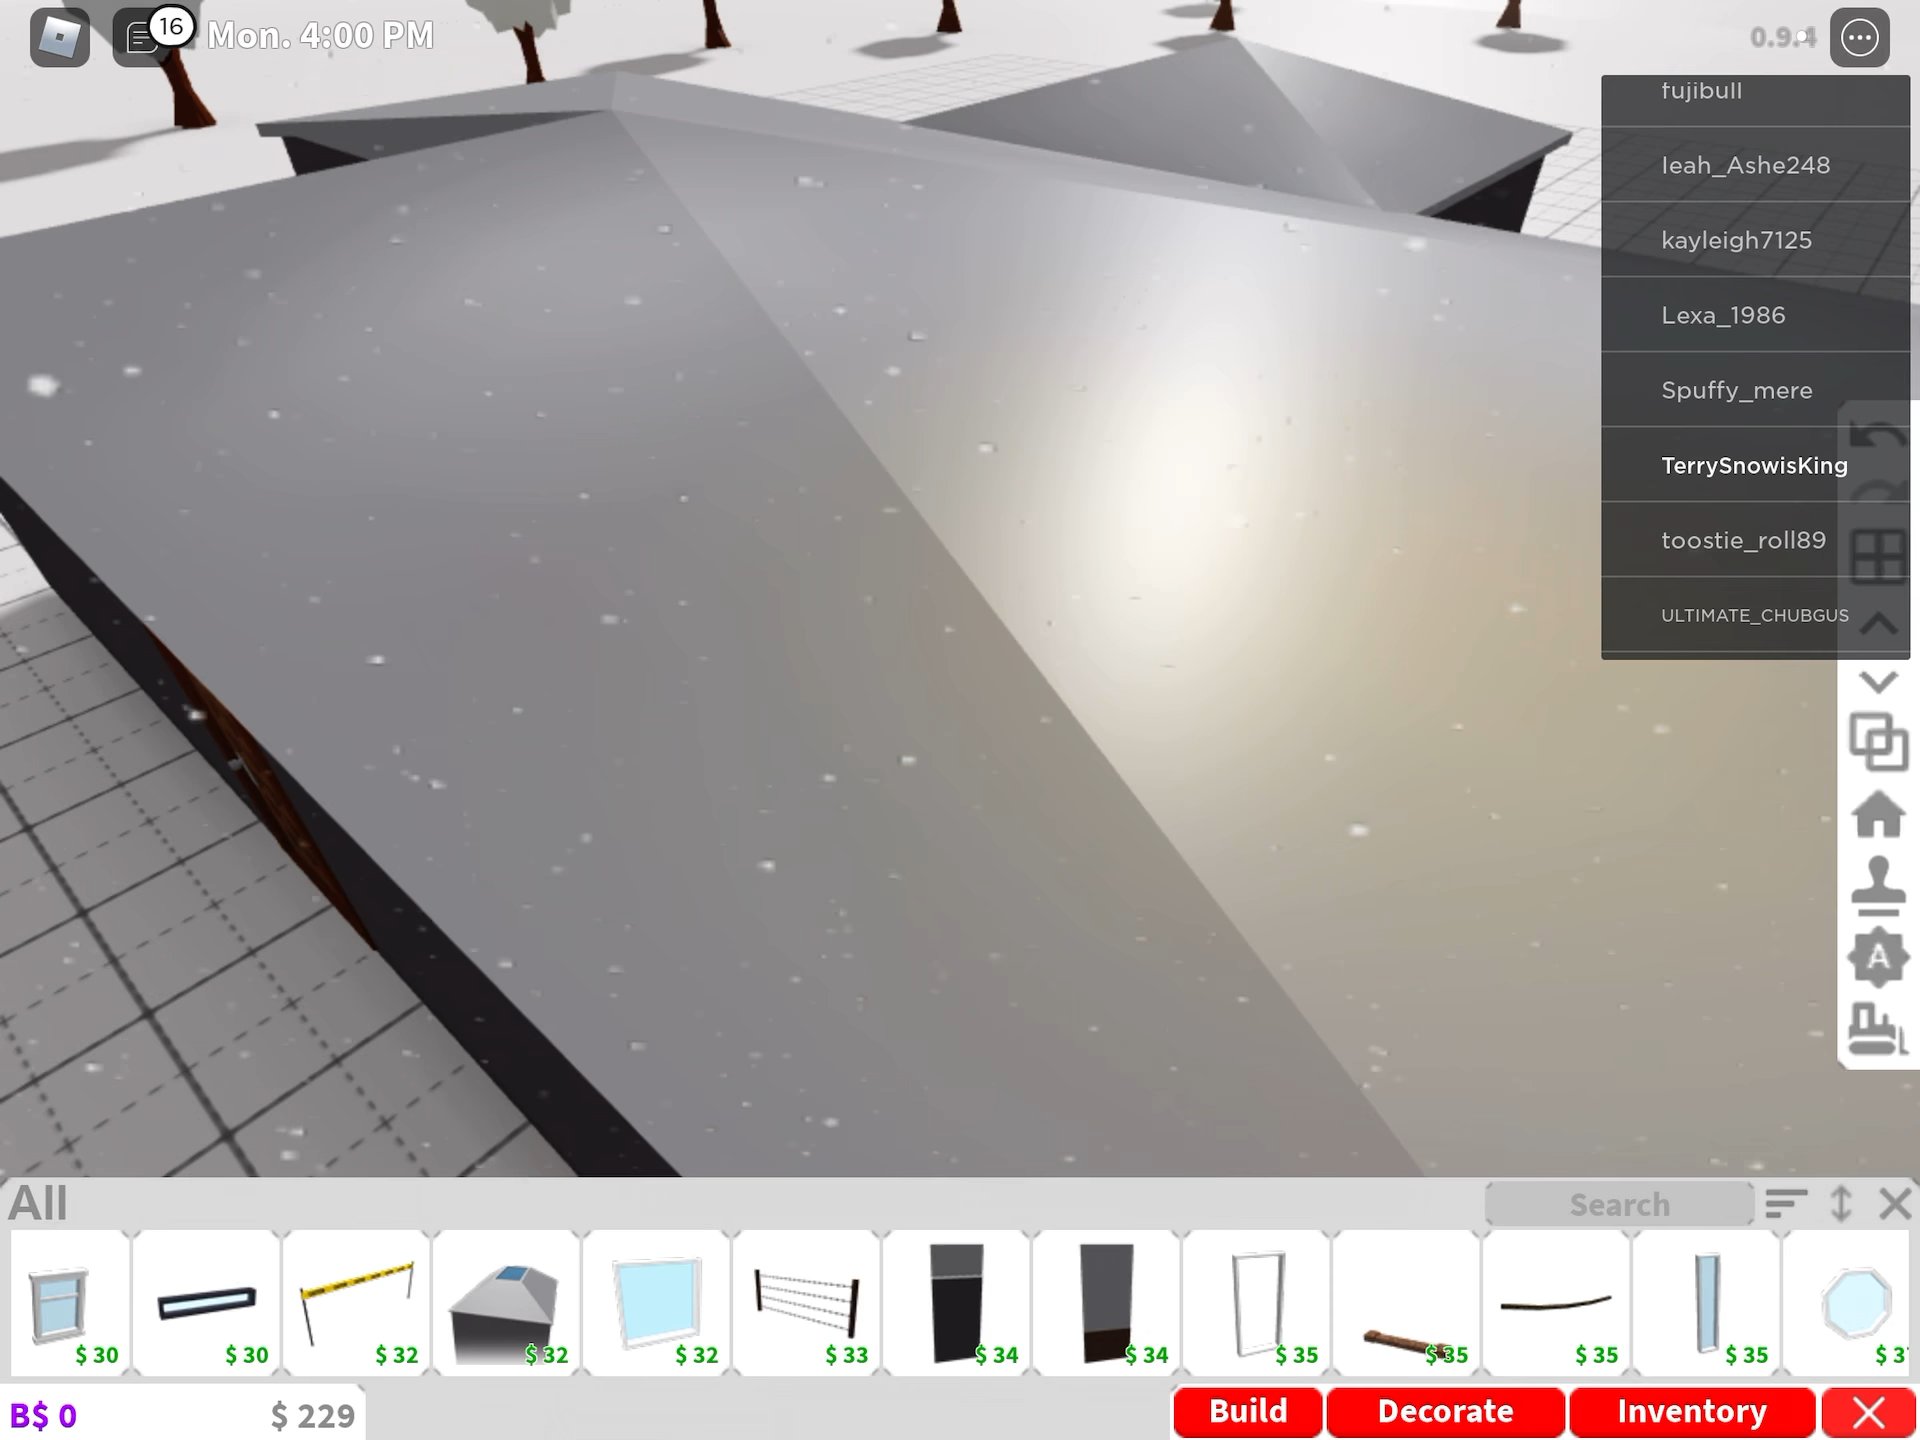 16
Mon. 4:00 PM
0.9.4
fujibull
Ieah_Ashe248
kayleigh7125
Lexa_1986
Spuffy_mere
TerrySnowisKing
toostie_roll89
ULTIMATE_CHUBGUS
A
All
Search
$ 30
$ 30
$ 32
$ 32
$ 32
$ 33
$ 34
$ 34
$ 35
$ 35
$ 35
$ 35
B$ 0
$ 229
Build
Decorate
Inventory